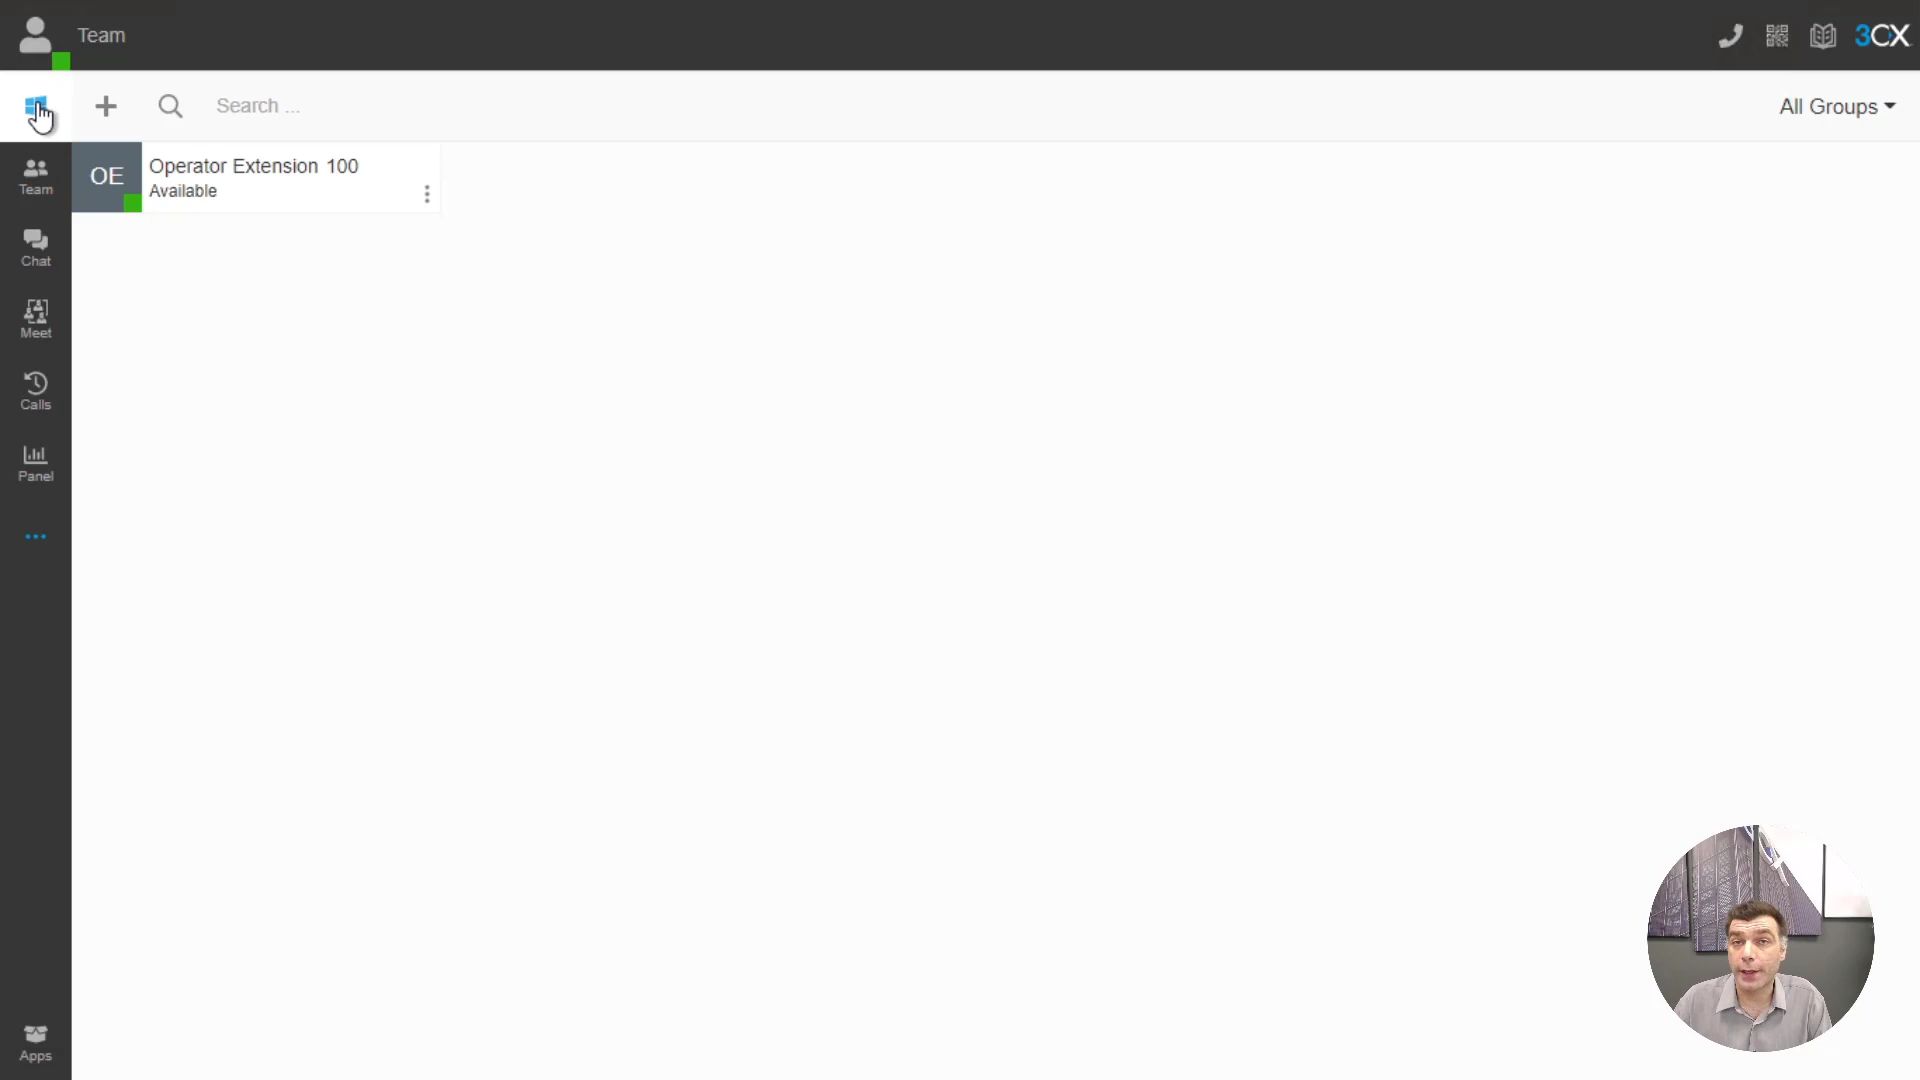 Team
3CX
Search ...
All Groups
OE
Operator Extension 100
Available
Team
Chat
Meet
Calls
Panel
Apps